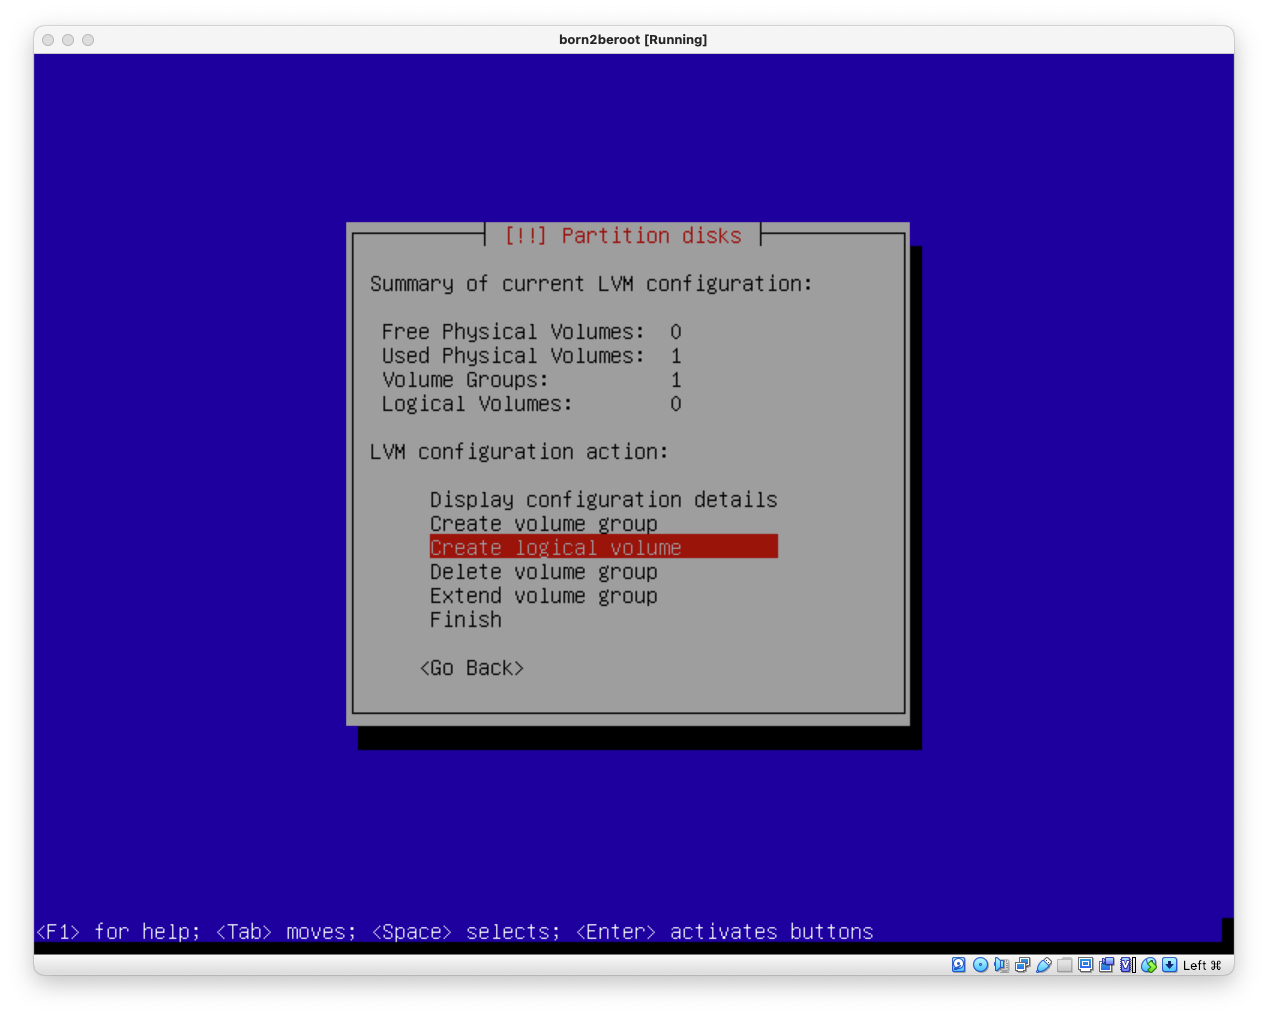 born2beroot [Running]
[!!] Partition disks
Summary of current LVM configuration:
Free Physical Volumes: 0
Used Physical Volumes: 1
Volume Groups: 1
Logical Volumes: 0
LVM configuration action:
Display configuration details
Create volume group
Create logical volume
Delete volume group
Extend volume group
Finish
<Go Back>
<F1> for help; <Tab> moves; <Space> selects; <Enter> activates buttons
Left ⌘